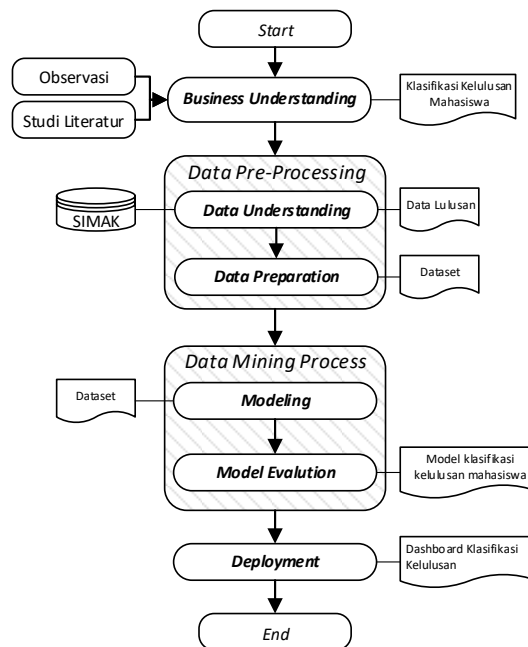 Start
Observasi
Studi Literatur
Business Understanding
Klasifikasi Kelulusan
Mahasiswa
Data Pre-Processing
SIMAK
Data Understanding
Data Lulusan
Data Preparation
Dataset
Data Mining Process
Dataset
Modeling
Model Evalution
Model klasifikasi
kelulusan mahasiswa
Deployment
Dashboard Klasifikasi
Kelulusan
End